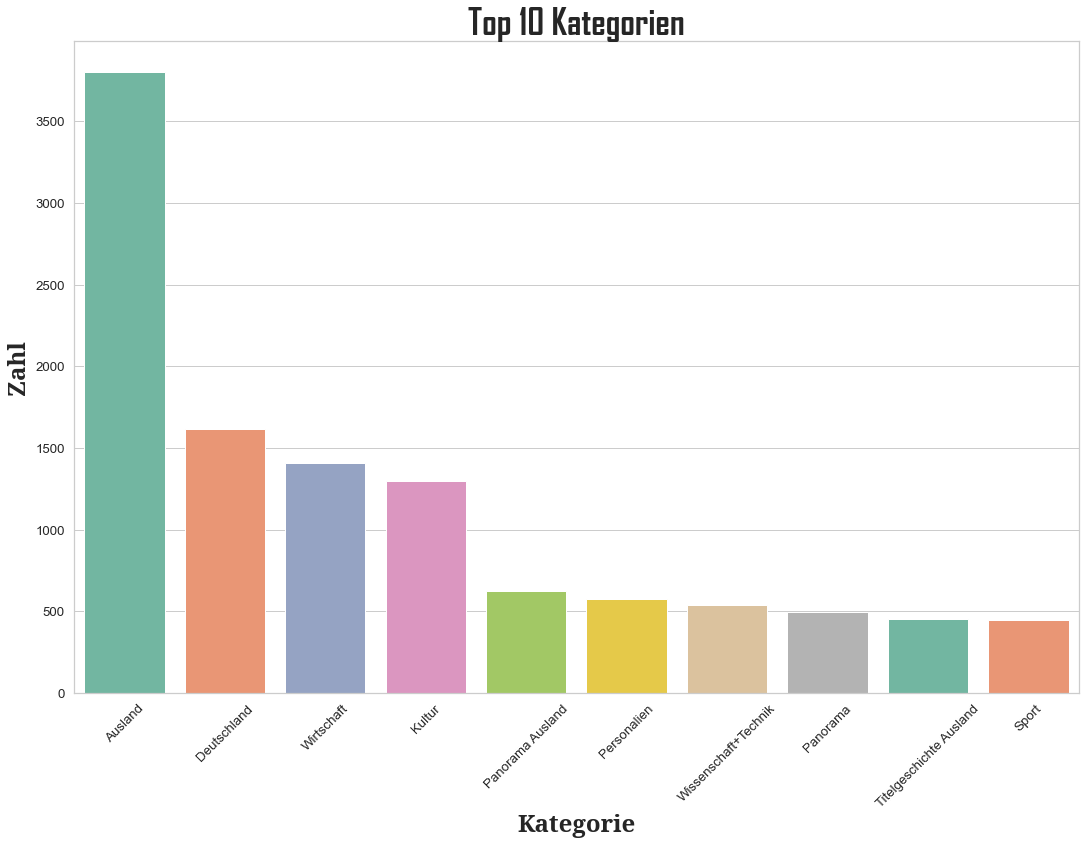 Top 10 Kategorien
Zahl
3500
3000
2500
2000
1500
1000
500
0
Ausland
Deutschland
Wirtschaft
Kultur
Panorama Ausland
Personalien
Wissenschaft+Technik
Panorama
Titelgeschichte Ausland
Sport
Kategorie